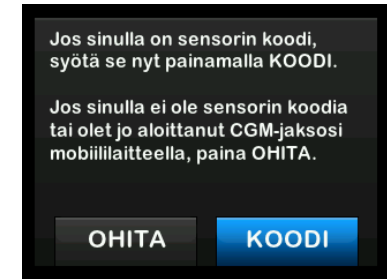 Jos sinulla on sensorin koodi,
syötä se nyt painamalla KOODI.
Jos sinulla ei ole sensorin koodia
tai olet jo aloittanut CGM-jaksosi
mobiililaitteella, paina OHITA.
OHITA KOODI